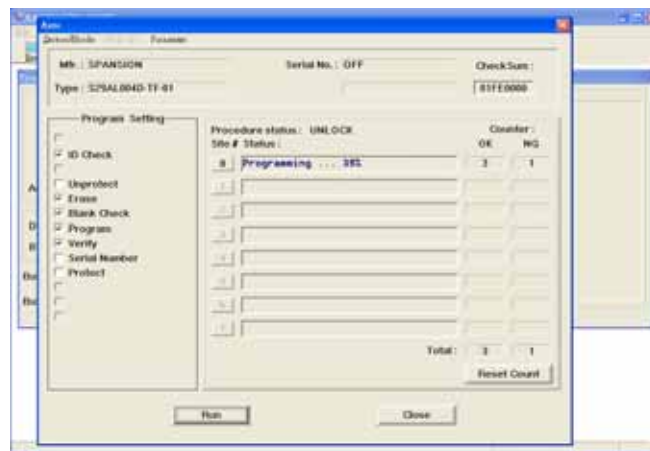 Auto
Mfr. : SPANSION
Serial No. : OFF
CheckSum :
Type : S29AL004D-TF-01
01FE0000
Program Setting
ID Check
Unprotect
Erase
Blank Check
Program
Verify
Serial Number
Protect
Procedure status : UNLOCK
Counter :
Site # Status :
OK
NG
Programming ... 38%
3
1
Total :
3
1
Reset Count
Run
Close